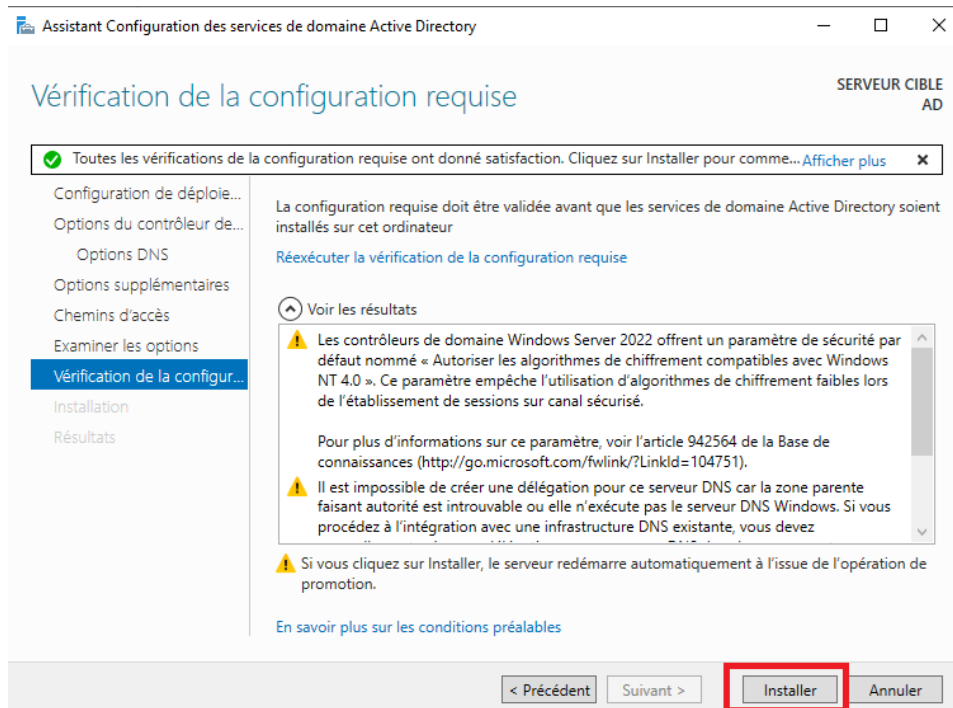 Assistant Configuration des services de domaine Active Directory
Vérification de la configuration requise
SERVEUR CIBLE
AD
Toutes les vérifications de la configuration requise ont donné satisfaction. Cliquez sur Installer pour comme... Afficher plus
Configuration de déploie...
Options du contrôleur de...
Options DNS
Options supplémentaires
Chemins d'accès
Examiner les options
Vérification de la configur...
Installation
Résultats
La configuration requise doit être validée avant que les services de domaine Active Directory soient
installés sur cet ordinateur
Réexécuter la vérification de la configuration requise
Voir les résultats
Les contrôleurs de domaine Windows Server 2022 offrent un paramètre de sécurité par
défaut nommé « Autoriser les algorithmes de chiffrement compatibles avec Windows
NT 4.0 ». Ce paramètre empêche l'utilisation d'algorithmes de chiffrement faibles lors
de l'établissement de sessions sur canal sécurisé.
Pour plus d'informations sur ce paramètre, voir l'article 942564 de la Base de
connaissances (http://go.microsoft.com/fwlink/?LinkId=104751).
Il est impossible de créer une délégation pour ce serveur DNS car la zone parente
faisant autorité est introuvable ou elle n'exécute pas le serveur DNS Windows. Si vous
procédez à l'intégration avec une infrastructure DNS existante, vous devez
Si vous cliquez sur Installer, le serveur redémarre automatiquement à l'issue de l'opération de
promotion.
En savoir plus sur les conditions préalables
< Précédent
Suivant >
Installer
Annuler